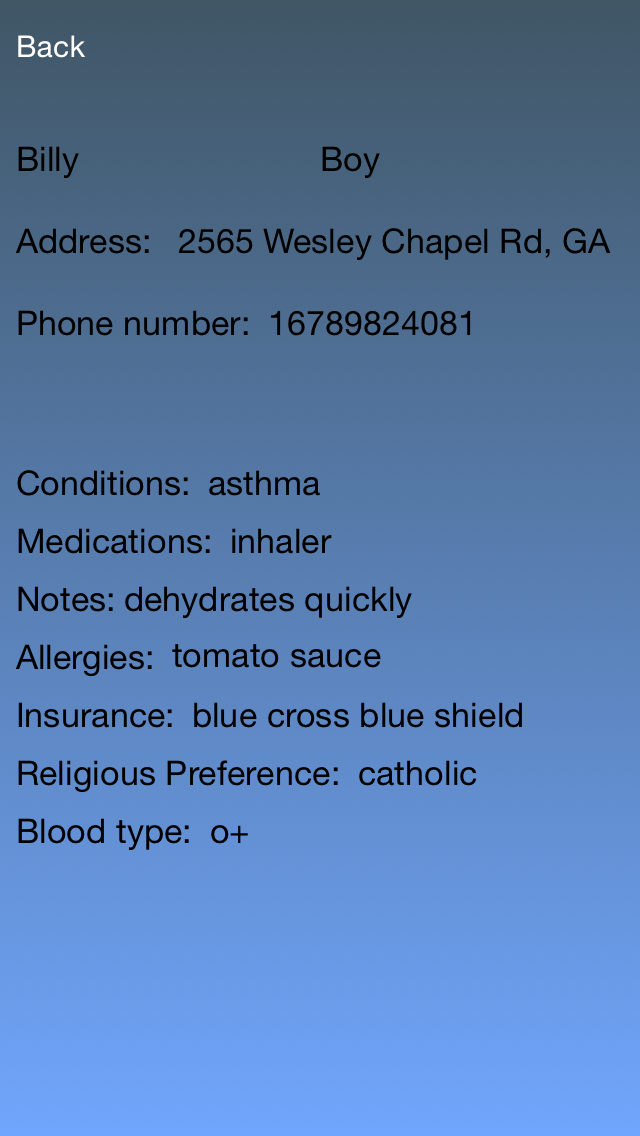 Back
Billy Boy
Address: 2565 Wesley Chapel Rd, GA
Phone number: 16789824081
Conditions: asthma
Medications: inhaler
Notes: dehydrates quickly
Allergies: tomato sauce
Insurance: blue cross blue shield
Religious Preference: catholic
Blood type: o+